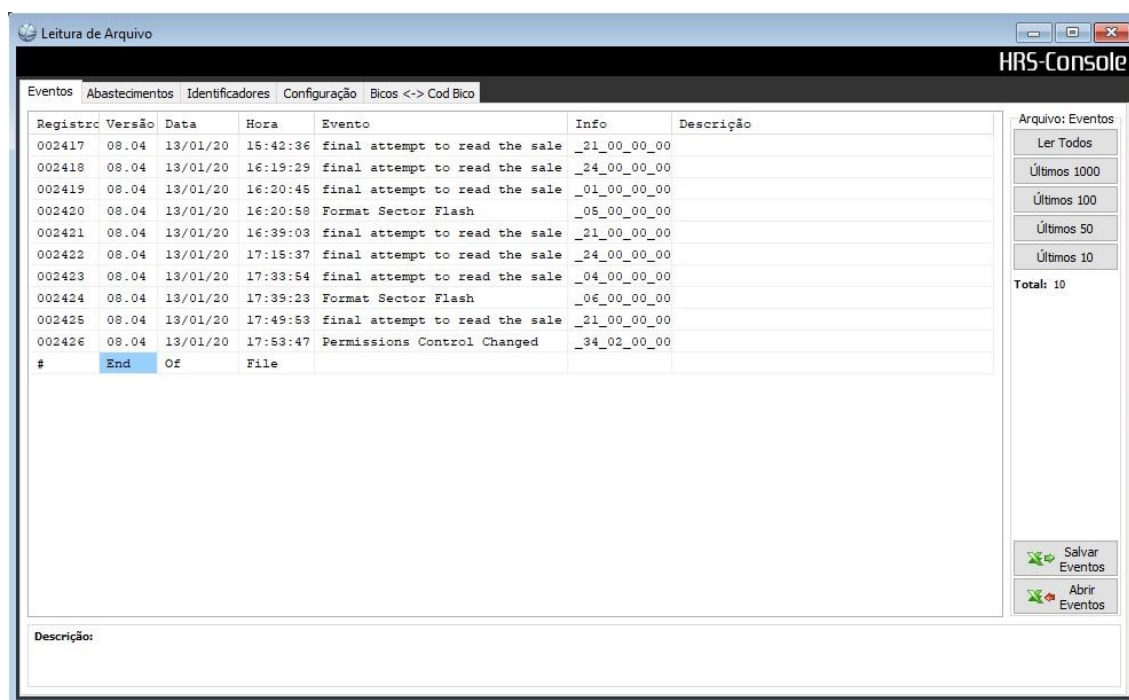 Leitura de Arquivo
HRS-Console
Eventos Abastecimentos Identificadores Configuração Bicos <-> Cod Bico
Registro Versão Data Hora Evento Info Descrição
002417 08.04 13/01/20 15:42:36 final attempt to read the sale _21_00_00_00
002418 08.04 13/01/20 16:19:29 final attempt to read the sale _24_00_00_00
002419 08.04 13/01/20 16:20:45 final attempt to read the sale _01_00_00_00
002420 08.04 13/01/20 16:20:58 Format Sector Flash _05_00_00_00
002421 08.04 13/01/20 16:39:03 final attempt to read the sale _21_00_00_00
002422 08.04 13/01/20 17:15:37 final attempt to read the sale _24_00_00_00
002423 08.04 13/01/20 17:33:54 final attempt to read the sale _04_00_00_00
002424 08.04 13/01/20 17:39:23 Format Sector Flash _06_00_00_00
002425 08.04 13/01/20 17:49:53 final attempt to read the sale _21_00_00_00
002426 08.04 13/01/20 17:53:47 Permissions Control Changed _34_02_00_00
# End Of File
Arquivo: Eventos
Ler Todos
Últimos 1000
Últimos 100
Últimos 50
Últimos 10
Total: 10
Salvar
Eventos
Abrir
Eventos
Descrição: